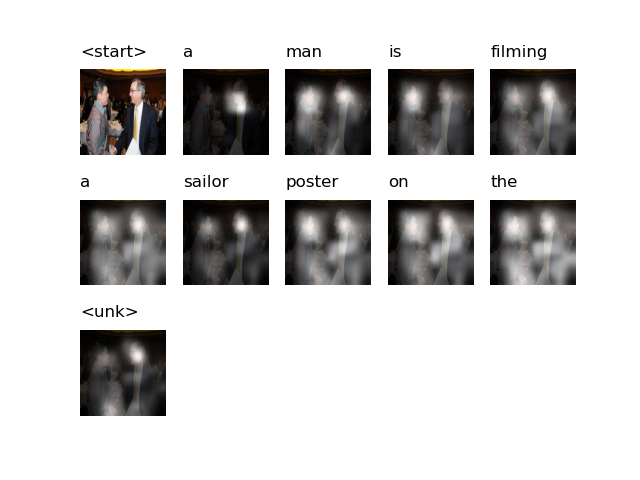 <start> a man is filming
a sailor poster on the
<unk>